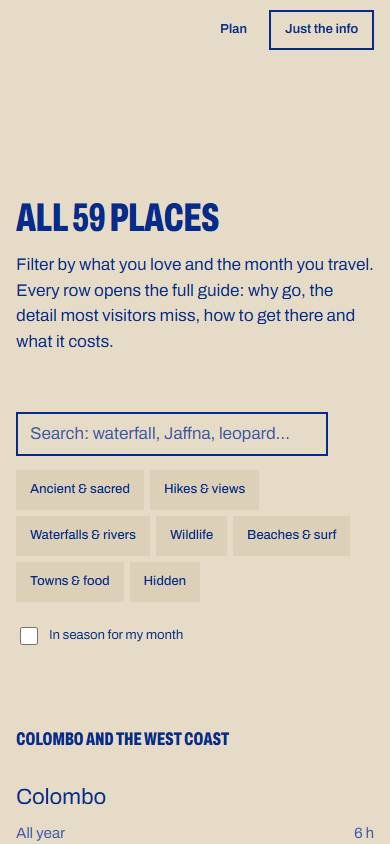 Plan
Just the info
ALL 59 PLACES
Filter by what you love and the month you travel.
Every row opens the full guide: why go, the
detail most visitors miss, how to get there and
what it costs.
Search: waterfall, Jaffna, leopard...
Ancient & sacred
Hikes & views
Waterfalls & rivers
Wildlife
Beaches & surf
Towns & food
Hidden
In season for my month
COLOMBO AND THE WEST COAST
Colombo
All year
6 h